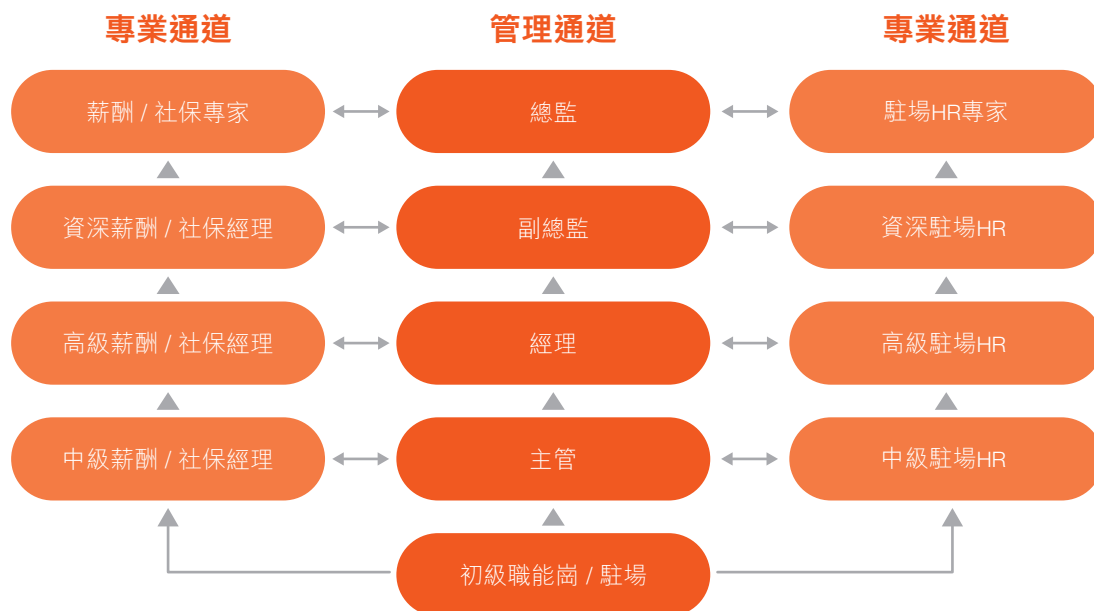 專業通道
管理通道
專業通道
薪酬 / 社保專家
總監
駐場HR專家
資深薪酬 / 社保經理
副總監
資深駐場HR
高級薪酬 / 社保經理
經理
高級駐場HR
中級薪酬 / 社保經理
主管
中級駐場HR
初級職能崗 / 駐場